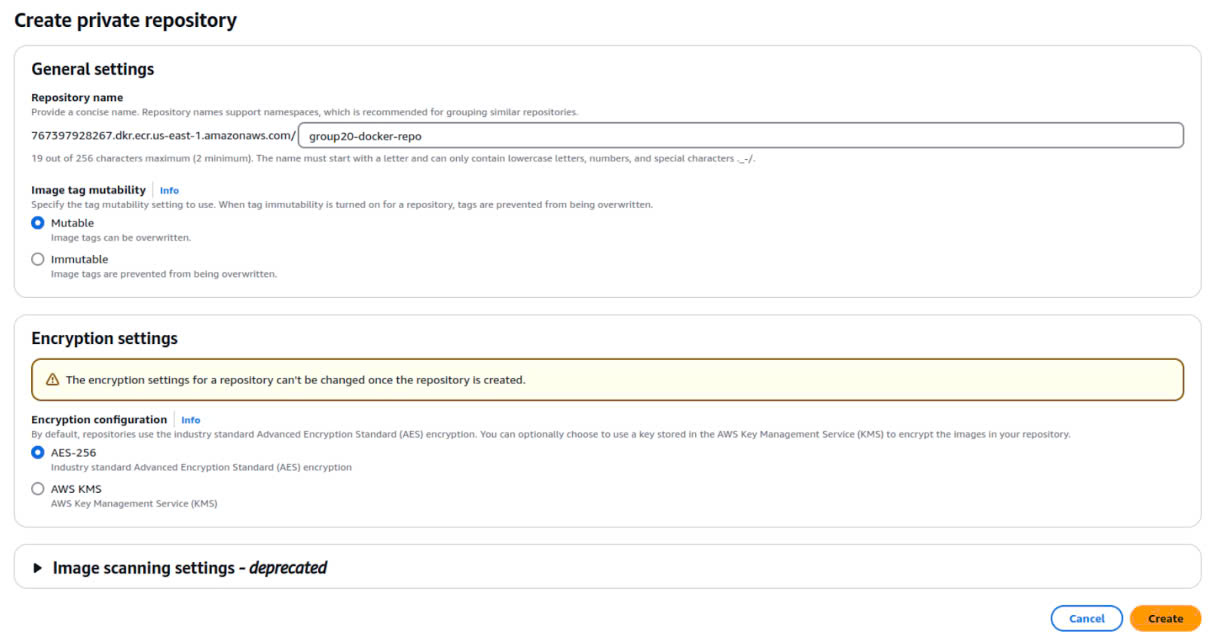 Create private repository
General settings
Repository name
Provide a concise name. Repository names support namespaces, which is recommended for grouping similar repositories.
767397928267.dkr.ecr.us-east-1.amazonaws.com/ group20-docker-repo
19 out of 256 characters maximum (2 minimum). The name must start with a letter and can only contain lowercase letters, numbers, and special characters ._-/.
Image tag mutability Info
Specify the tag mutability setting to use. When tag immutability is turned on for a repository, tags are prevented from being overwritten.
Mutable
Image tags can be overwritten.
Immutable
Image tags are prevented from being overwritten.
Encryption settings
The encryption settings for a repository can't be changed once the repository is created.
Encryption configuration Info
By default, repositories use the industry standard Advanced Encryption Standard (AES) encryption. You can optionally choose to use a key stored in the AWS Key Management Service (KMS) to encrypt the images in your repository.
AES-256
Industry standard Advanced Encryption Standard (AES) encryption
AWS KMS
AWS Key Management Service (KMS)
Image scanning settings - deprecated
Cancel Create